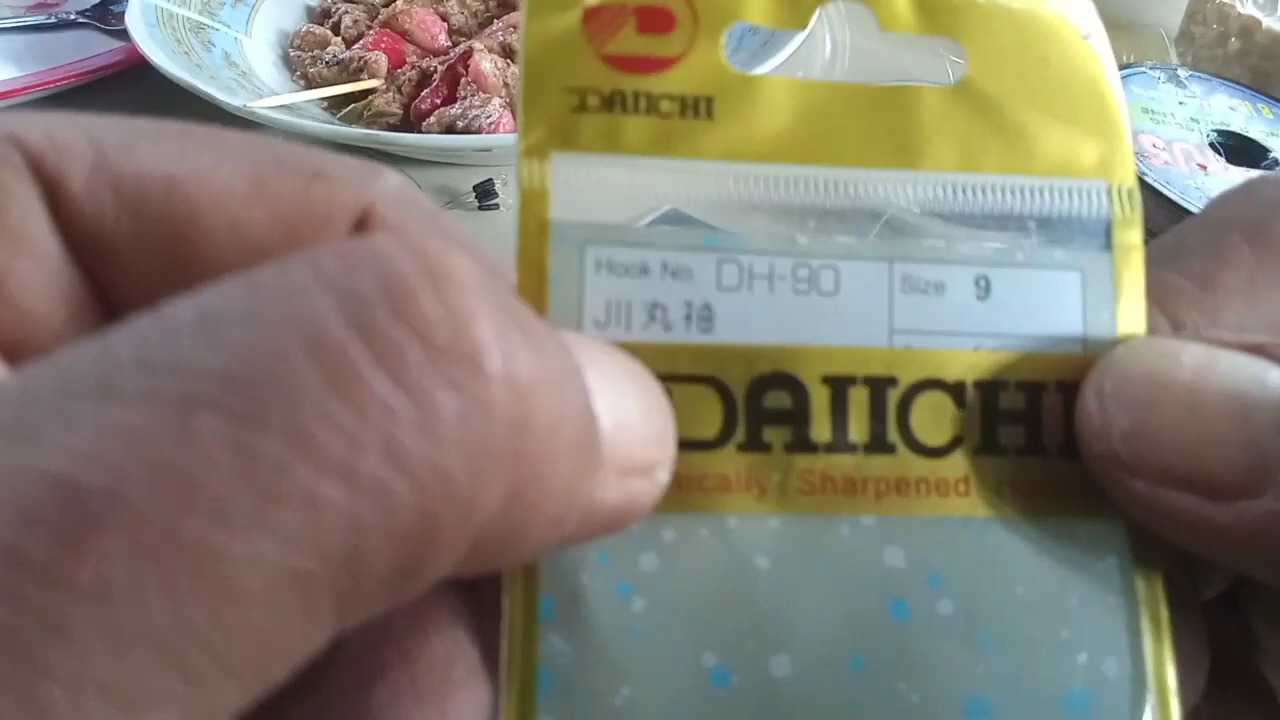 DAIICHI
Hook No. DH-90
Size 9
川丸袖
DAIICHI
Sharpened